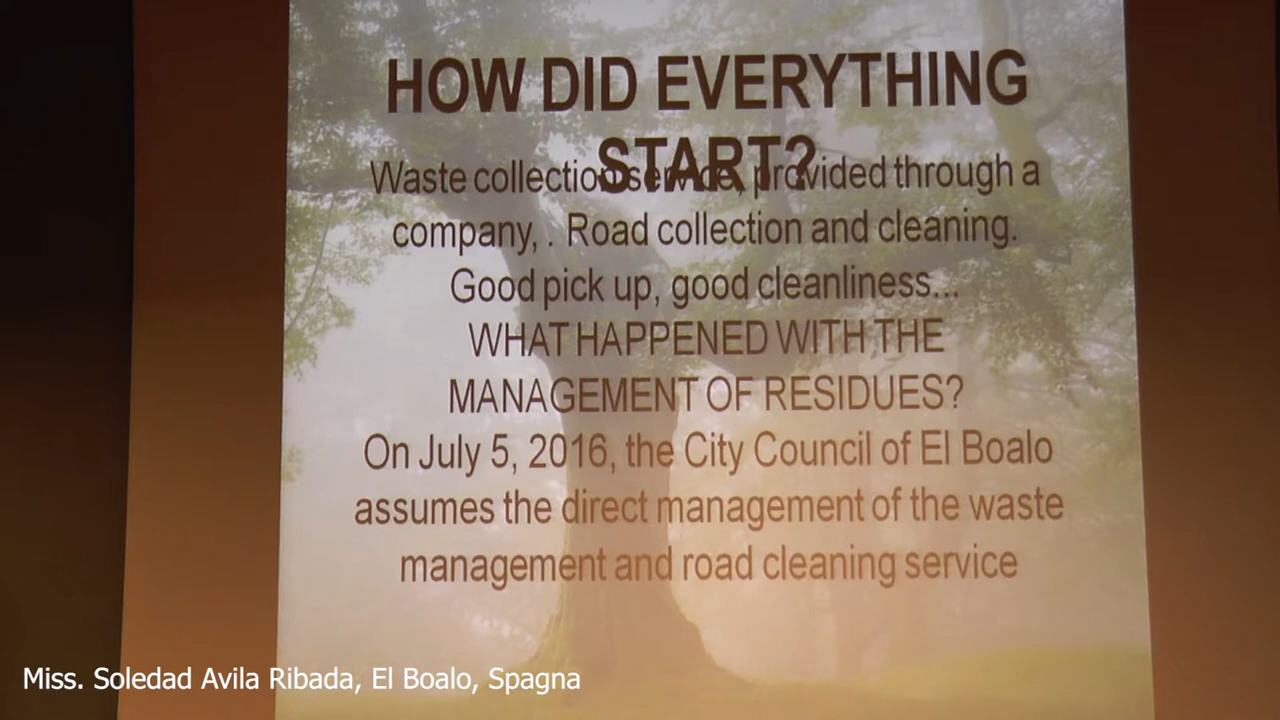 HOW DID EVERYTHING
START?
Waste collection service, provided through a
company, . Road collection and cleaning.
Good pick up, good cleanliness...
WHAT HAPPENED WITH THE
MANAGEMENT OF RESIDUES?
On July 5, 2016, the City Council of El Boalo
assumes the direct management of the waste
management and road cleaning service
Miss. Soledad Avila Ribada, El Boalo, Spagna